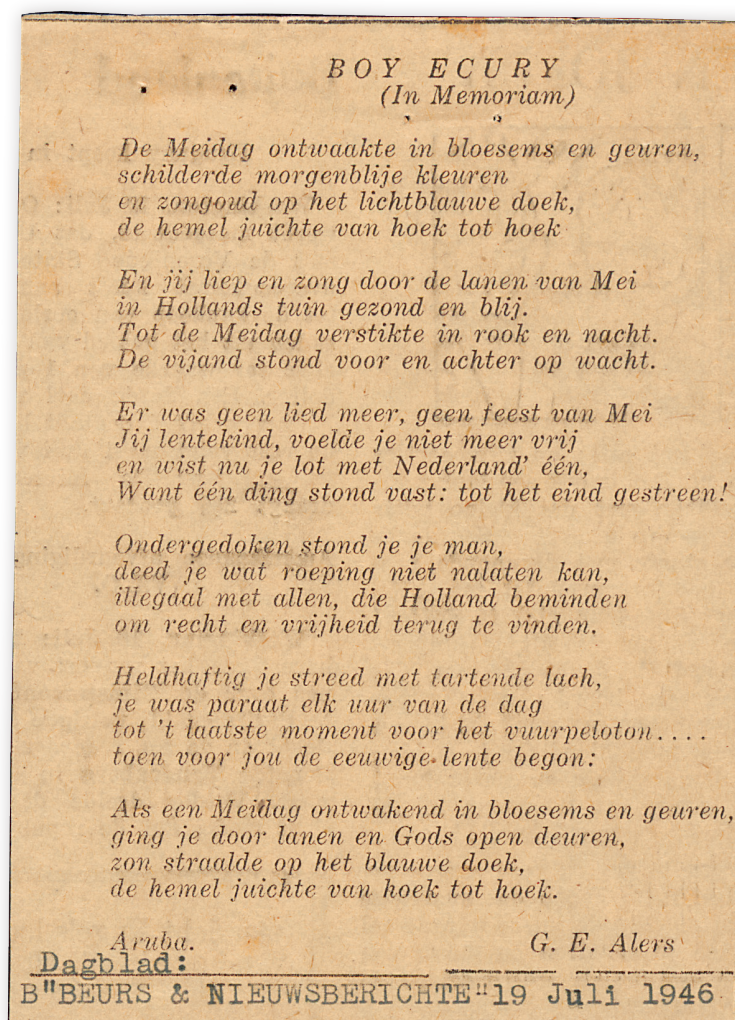 BOY ECURY
(In Memoriam)
De Meidag ontwaakte in bloesems en geuren,
schilderde morgenblije kleuren
en zongoud op het lichtblauwe doek,
de hemel juichte van hoek tot hoek
En jij liep en zong door de lanen van Mei
in Hollands tuin gezond en blij.
Tot de Meidag verstikte in rook en nacht.
De vijand stond voor en achter op wacht.
Er was geen lied meer, geen feest van Mei
Jij lentekind, voelde je niet meer vrij
en wist nu je lot met Nederland' één,
Want één ding stond vast: tot het eind gestreen!
Ondergedoken stond je je man,
deed je wat roeping niet nalaten kan,
illegaal met allen, die Holland beminden
om recht en vrijheid terug te vinden.
Heldhaftig je streed met tartende lach,
je was paraat elk uur van de dag
tot 't laatste moment voor het vuurpeloton....
toen voor jou de eeuwige lente begon:
Als een Meidag ontwakend in bloesems en geuren,
ging je door lanen en Gods open deuren,
zon straalde op het blauwe doek,
de hemel juichte van hoek tot hoek.
Aruba. G. E. Alers
Dagblad:
B"BEURS & NIEUWSBERICHTE"19 Juli 1946